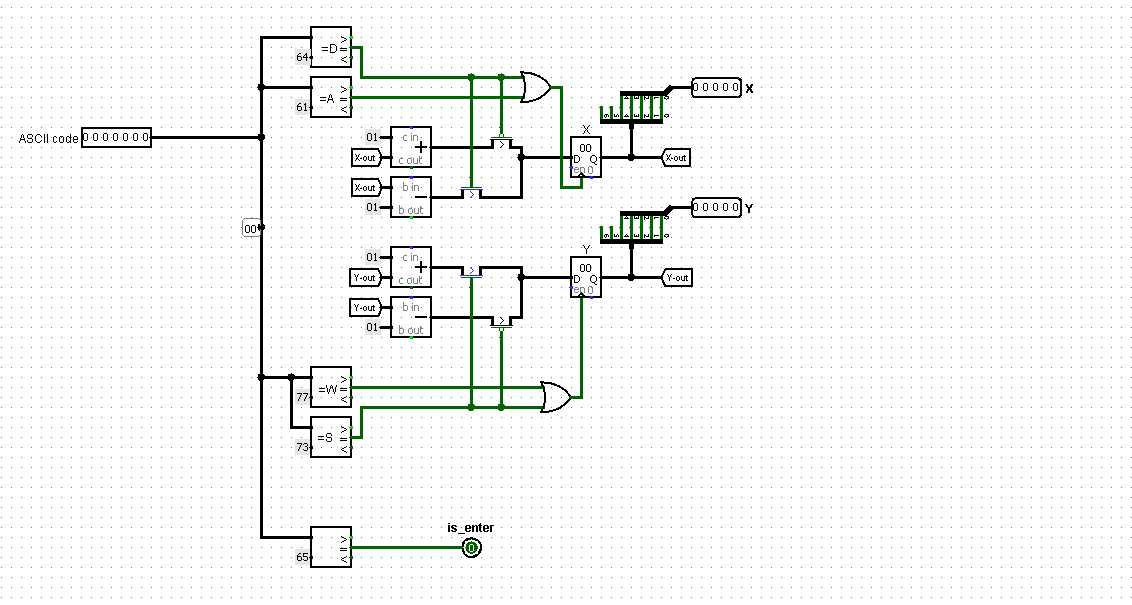 =D
>
=
<
64
=A
>
=
<
61
X
0 0 0 0 0 X
ASCII code 0 0 0 0 0 0 0
01
c in
+
c out
X-out
X
00
D Q
en 0
X-out
X-out
b in
−
b out
01
0 0 0 0 0 Y
00
01
c in
+
c out
Y-out
Y
00
D Q
en 0
Y-out
Y-out
b in
−
b out
01
=W
>
=
<
77
=S
>
=
<
73
is_enter
>
=
<
65
0